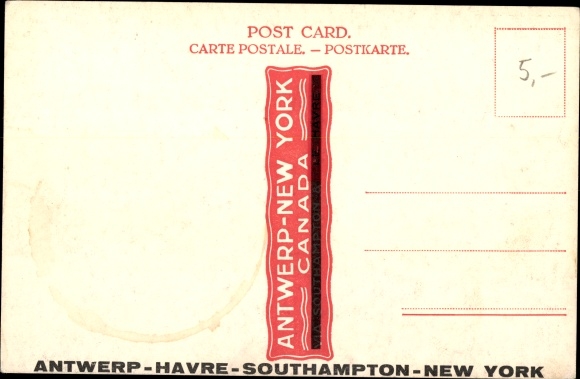 POST CARD.
CARTE POSTALE. – POSTKARTE.
5,-
ANTWERP-NEW YORK
CANADA
VIA SOUTHAMPTON & HAVRE
ANTWERP-HAVRE-SOUTHAMPTON-NEW YORK